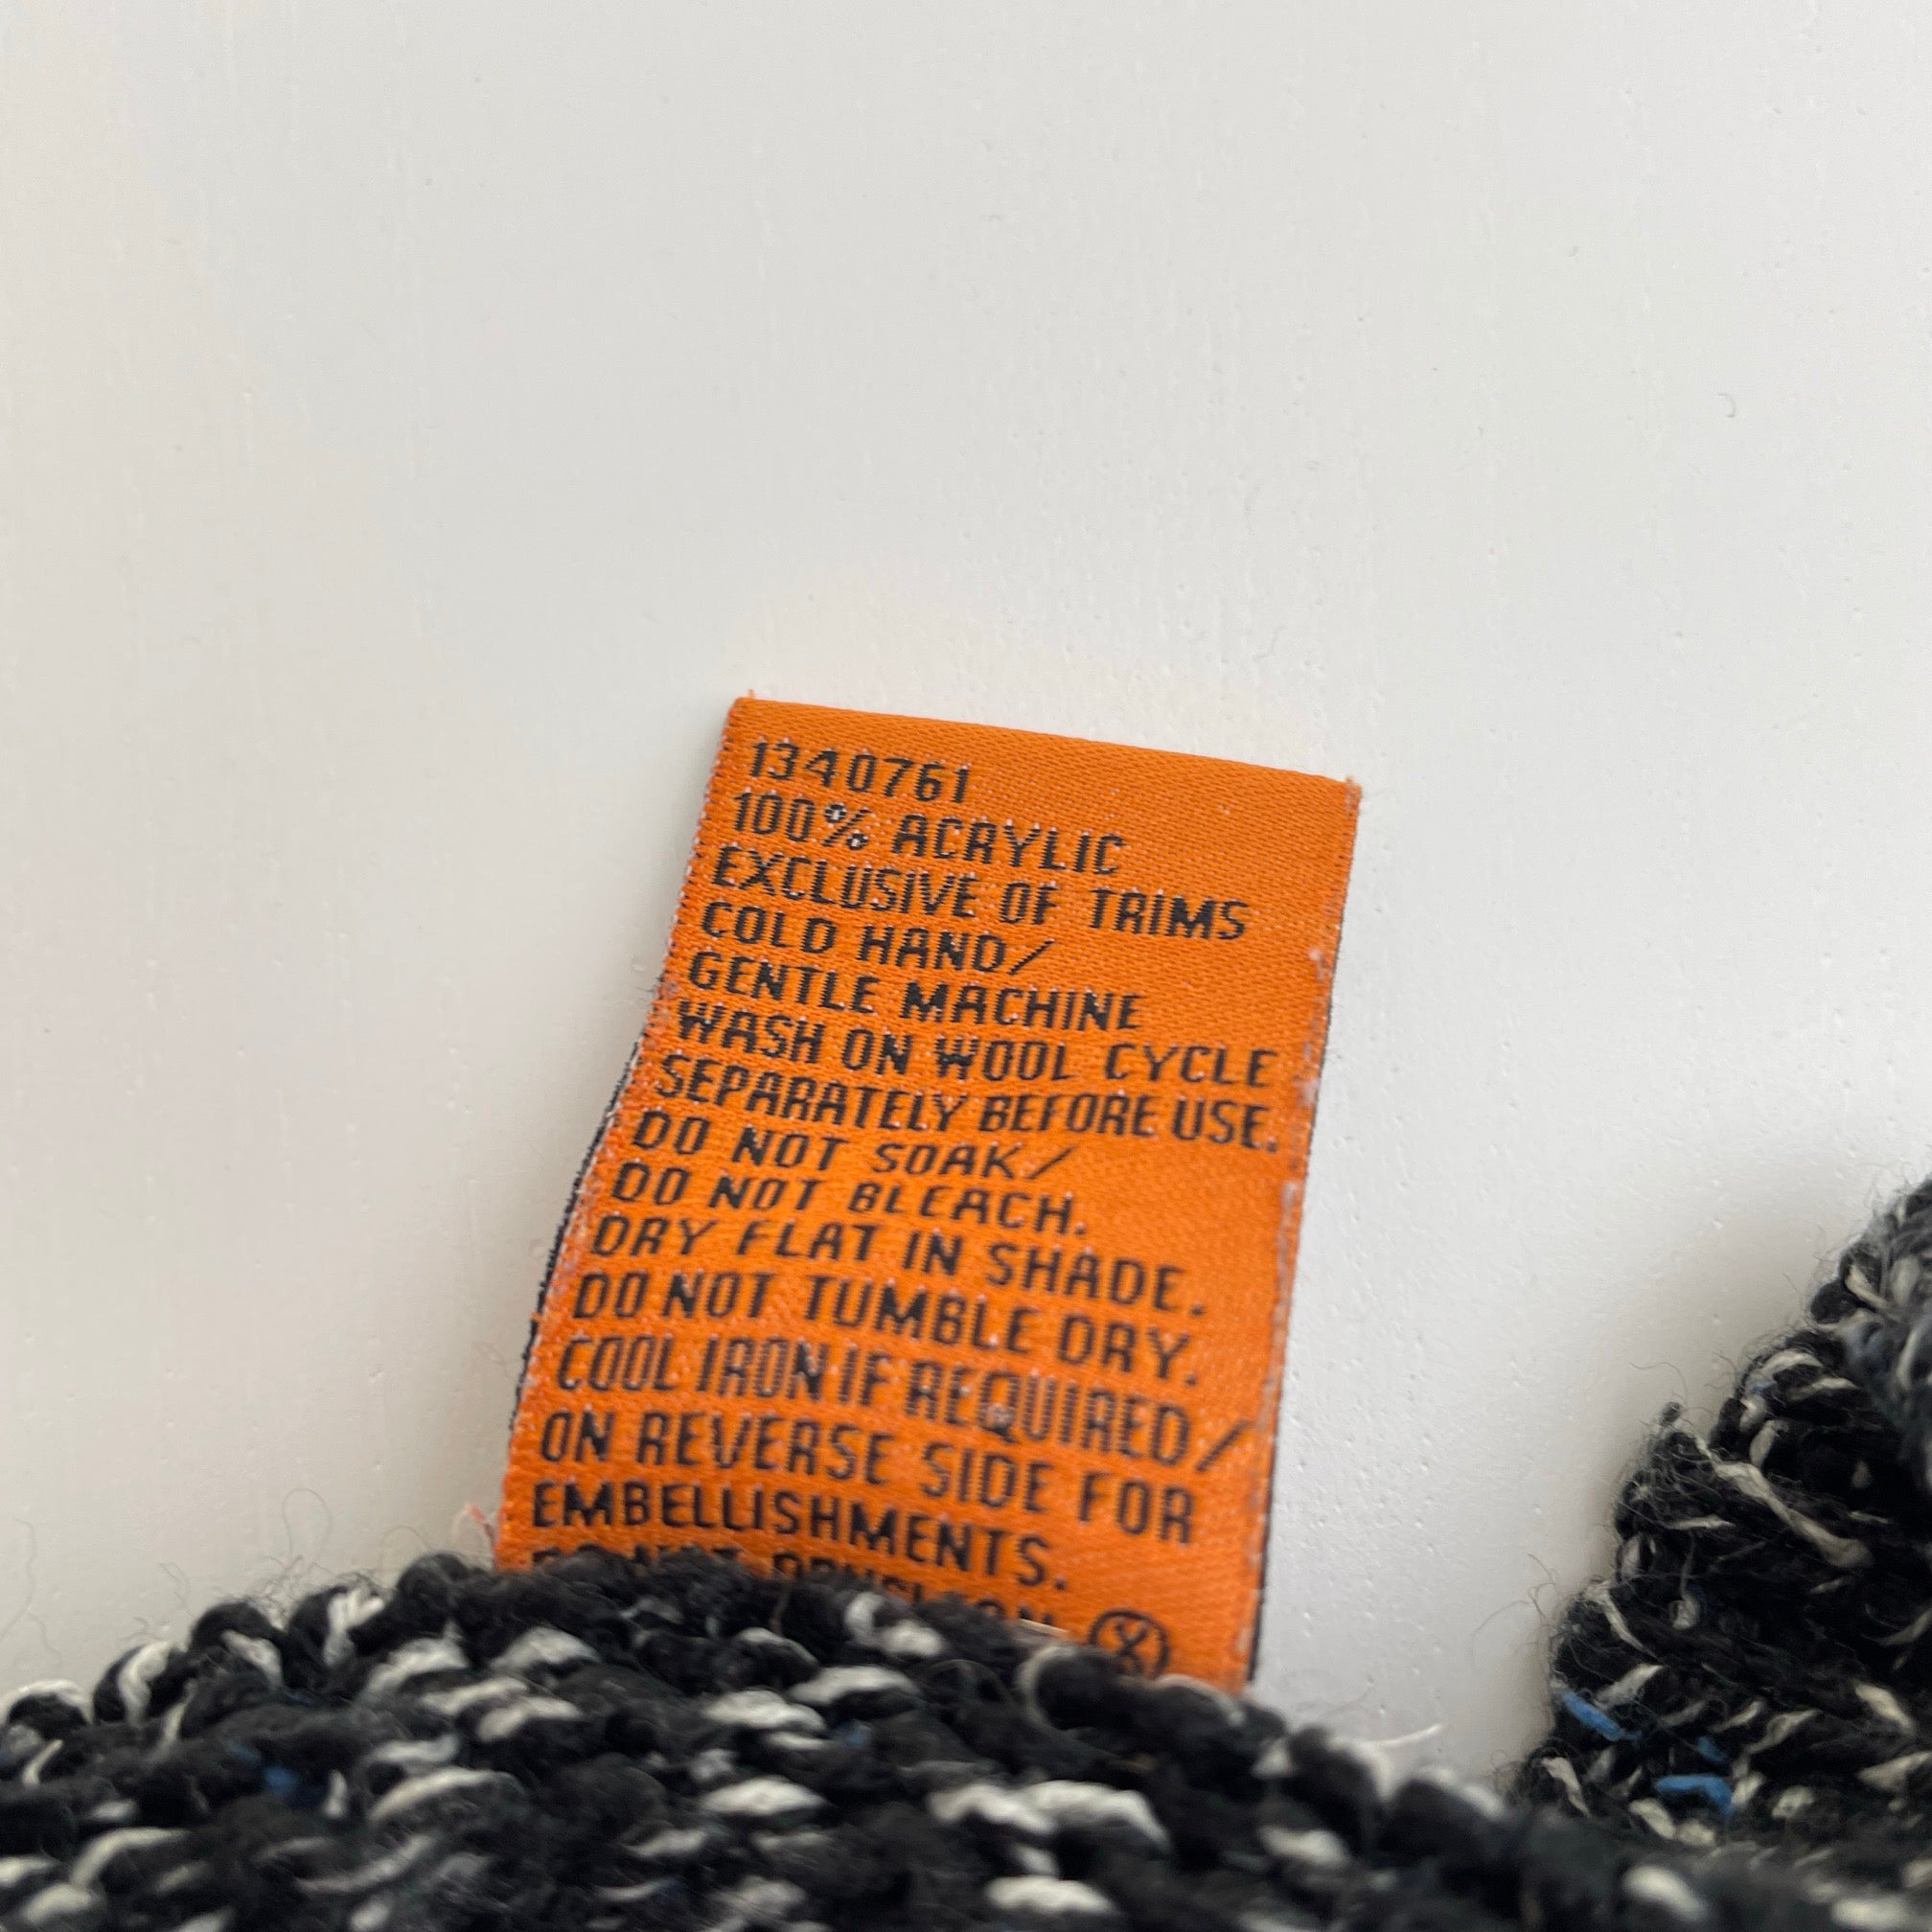 1340761
100% ACRYLIC
EXCLUSIVE OF TRIMS
COLD HAND/
GENTLE MACHINE
WASH ON WOOL CYCLE
SEPARATELY BEFORE USE.
DO NOT SOAK/
DO NOT BLEACH.
DRY FLAT IN SHADE.
DO NOT TUMBLE DRY.
COOL IRON IF REQUIRED/
ON REVERSE SIDE FOR
EMBELLISHMENTS.
DO NOT